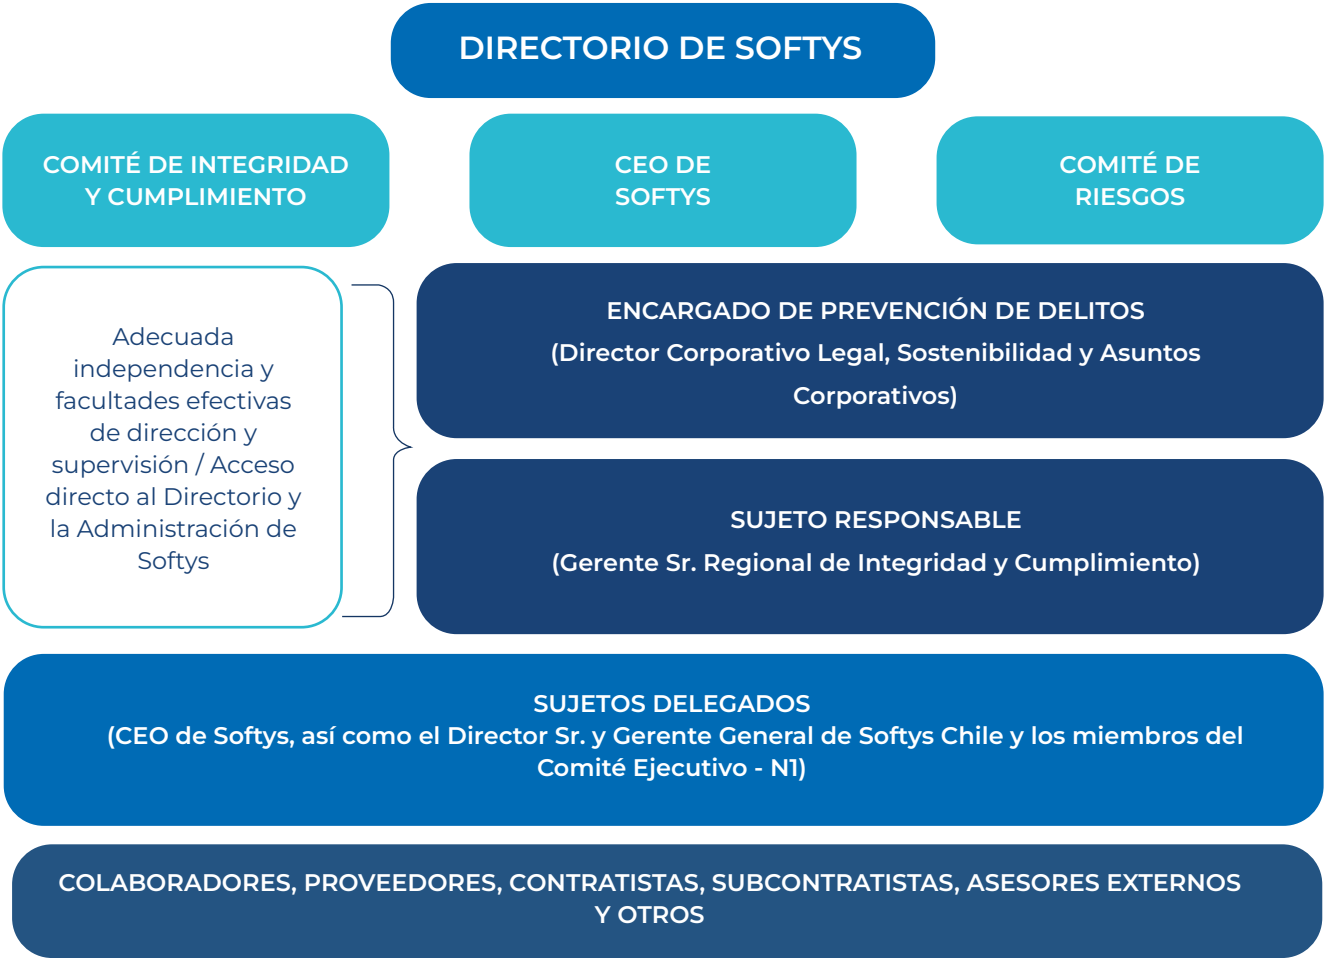 DIRECTORIO DE SOFTYS
COMITÉ DE INTEGRIDAD
Y CUMPLIMIENTO
CEO DE
SOFTYS
COMITÉ DE
RIESGOS
Adecuada
independencia y
facultades efectivas
de dirección y
supervisión / Acceso
directo al Directorio y
la Administración de
Softys
ENCARGADO DE PREVENCIÓN DE DELITOS
(Director Corporativo Legal, Sostenibilidad y Asuntos
Corporativos)
SUJETO RESPONSABLE
(Gerente Sr. Regional de Integridad y Cumplimiento)
SUJETOS DELEGADOS
(CEO de Softys, así como el Director Sr. y Gerente General de Softys Chile y los miembros del
Comité Ejecutivo - N1)
COLABORADORES, PROVEEDORES, CONTRATISTAS, SUBCONTRATISTAS, ASESORES EXTERNOS
Y OTROS